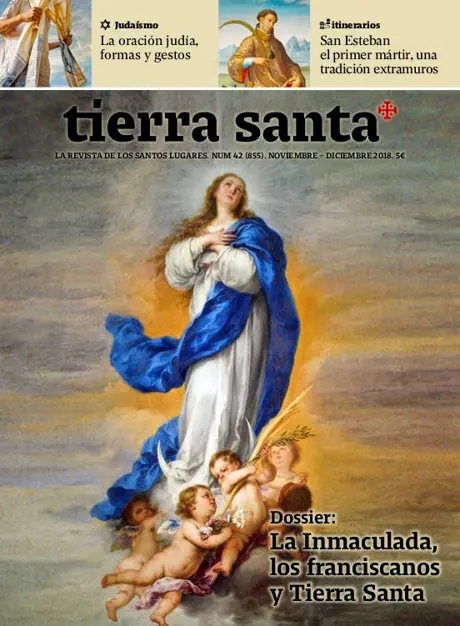 Judaísmo
La oración judía,
formas y gestos
itinerarios
San Esteban
el primer mártir, una
tradición extramuros
tierra santa
LA REVISTA DE LOS SANTOS LUGARES. NUM 42 (855). NOVIEMBRE – DICIEMBRE 2018. 5€
Dossier:
La Inmaculada,
los franciscanos
y Tierra Santa